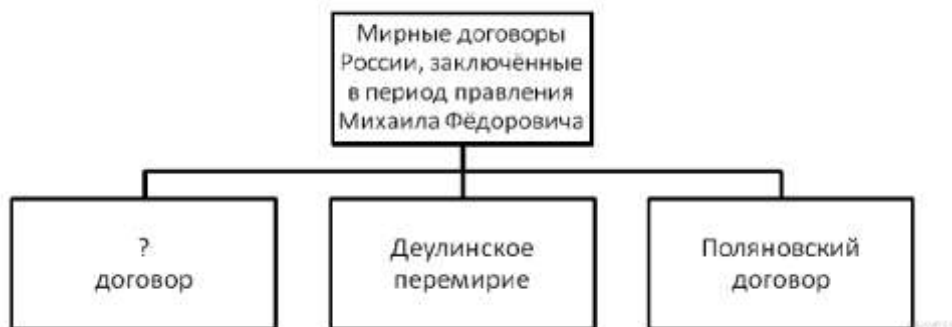 Мирные договоры
России, заключённые
в период правления
Михаила Фёдоровича
?
договор
Деулинское
перемирие
Поляновский
договор